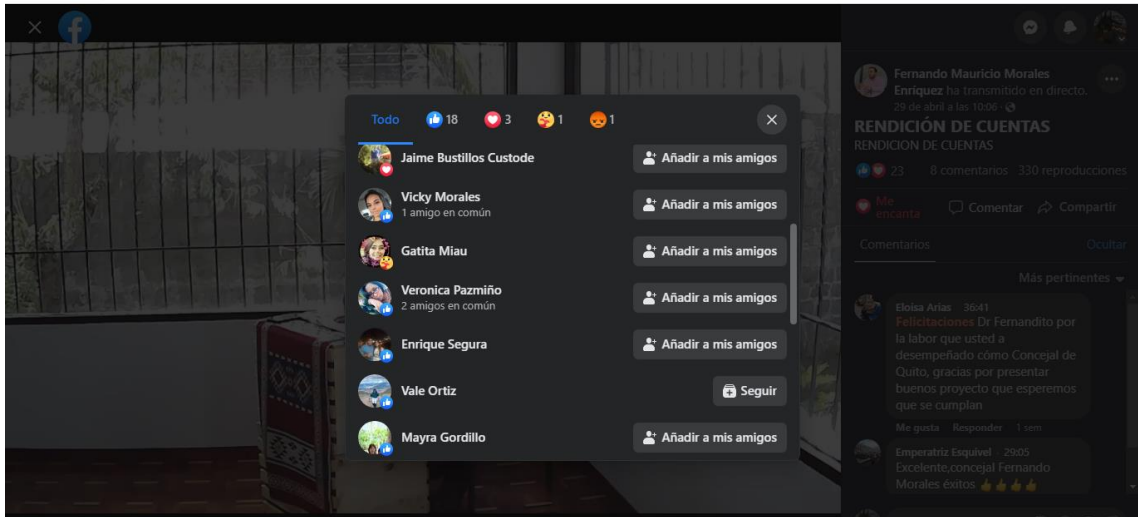 Todo 18 3 1 1
Jaime Bustillos Custode
Añadir a mis amigos
Vicky Morales
1 amigo en común
Añadir a mis amigos
Gatita Miau
Añadir a mis amigos
Veronica Pazmiño
2 amigos en común
Añadir a mis amigos
Enrique Segura
Añadir a mis amigos
Vale Ortiz
Seguir
Mayra Gordillo
Añadir a mis amigos
Fernando Mauricio Morales
Enriquez ha transmitido en directo.
29 de abril a las 10:06 ·
RENDICIÓN DE CUENTAS
RENDICION DE CUENTAS
23 8 comentarios 330 reproducciones
Me encanta
Comentar
Compartir
Comentarios
Ocultar
Más pertinentes
Eloisa Arias · 36:41
Felicitaciones Dr Fernandito por
la labor que usted a
desempeñado cómo Concejal de
Quito, gracias por presentar
buenos proyecto que esperemos
que se cumplan
Me gusta Responder 1 sem
Emperatriz Esquivel · 29:05
Excelente,concejal Fernando
Morales éxitos